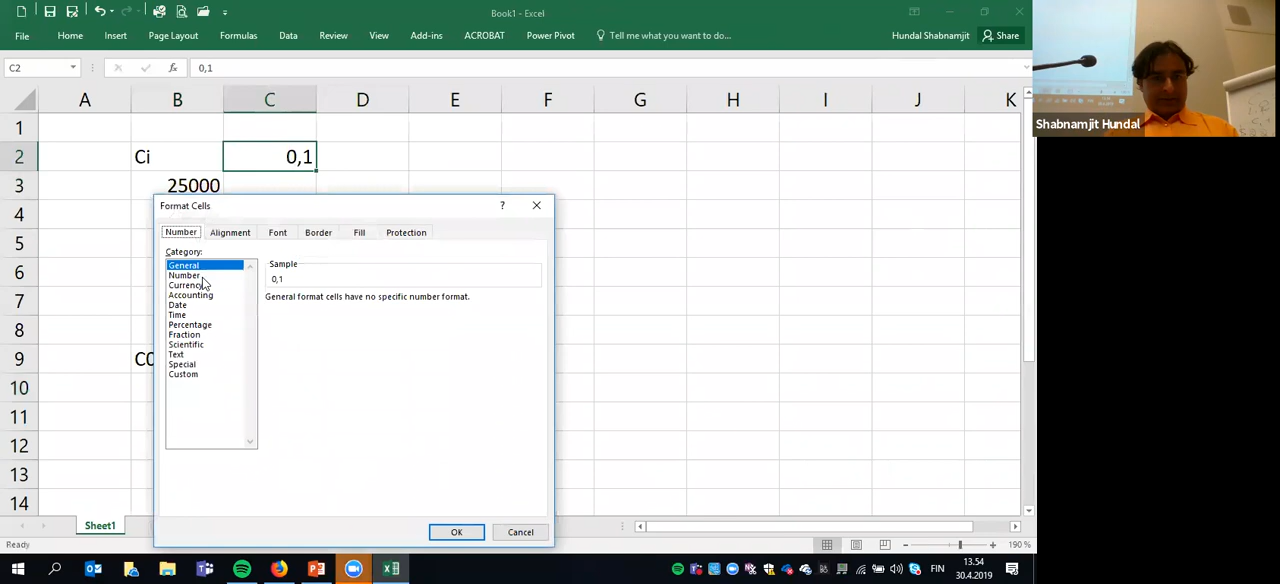 Book1 - Excel
File Home Insert Page Layout Formulas Data Review View Add-ins ACROBAT Power Pivot Tell me what you want to do... Hundal Shabnamjit Share
C2 fx 0,1
A B C D E F G H I J K
1
2 Ci 0,1
3 25000
4
5
6
7
8
9 C0
10
11
12
13
14
Format Cells ?
Number Alignment Font Border Fill Protection
Category:
General
Number
Currency
Accounting
Date
Time
Percentage
Fraction
Scientific
Text
Special
Custom
Sample
0,1
General format cells have no specific number format.
OK Cancel
Sheet1
Ready 190 %
FIN 13.54
30.4.2019
Shabnamjit Hundal